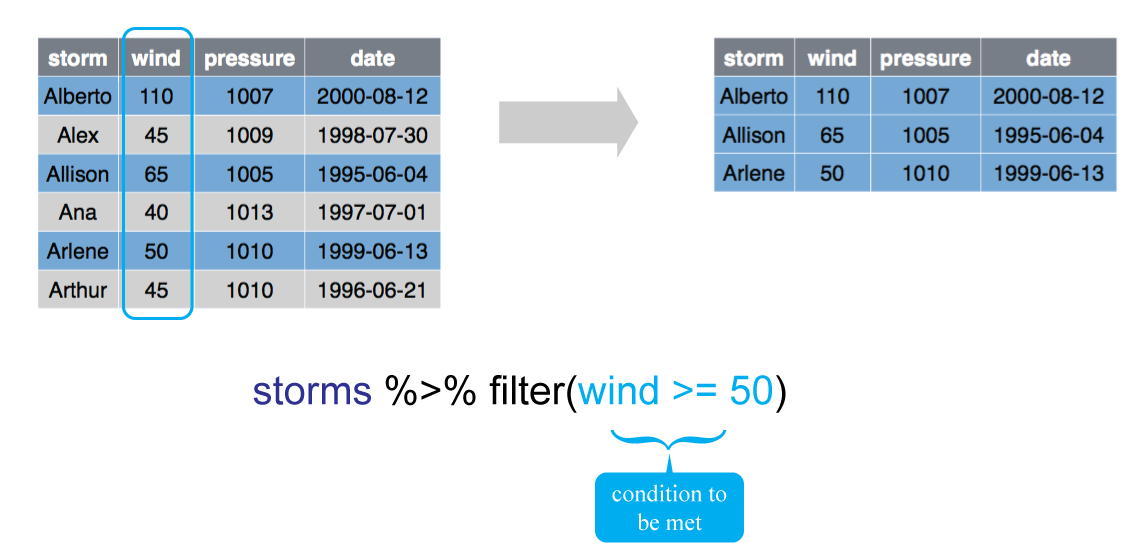 storm wind pressure date
Alberto 110 1007 2000-08-12
Alex 45 1009 1998-07-30
Allison 65 1005 1995-06-04
Ana 40 1013 1997-07-01
Arlene 50 1010 1999-06-13
Arthur 45 1010 1996-06-21
storm wind pressure date
Alberto 110 1007 2000-08-12
Allison 65 1005 1995-06-04
Arlene 50 1010 1999-06-13
storms %>% filter(wind >= 50)
condition to
be met